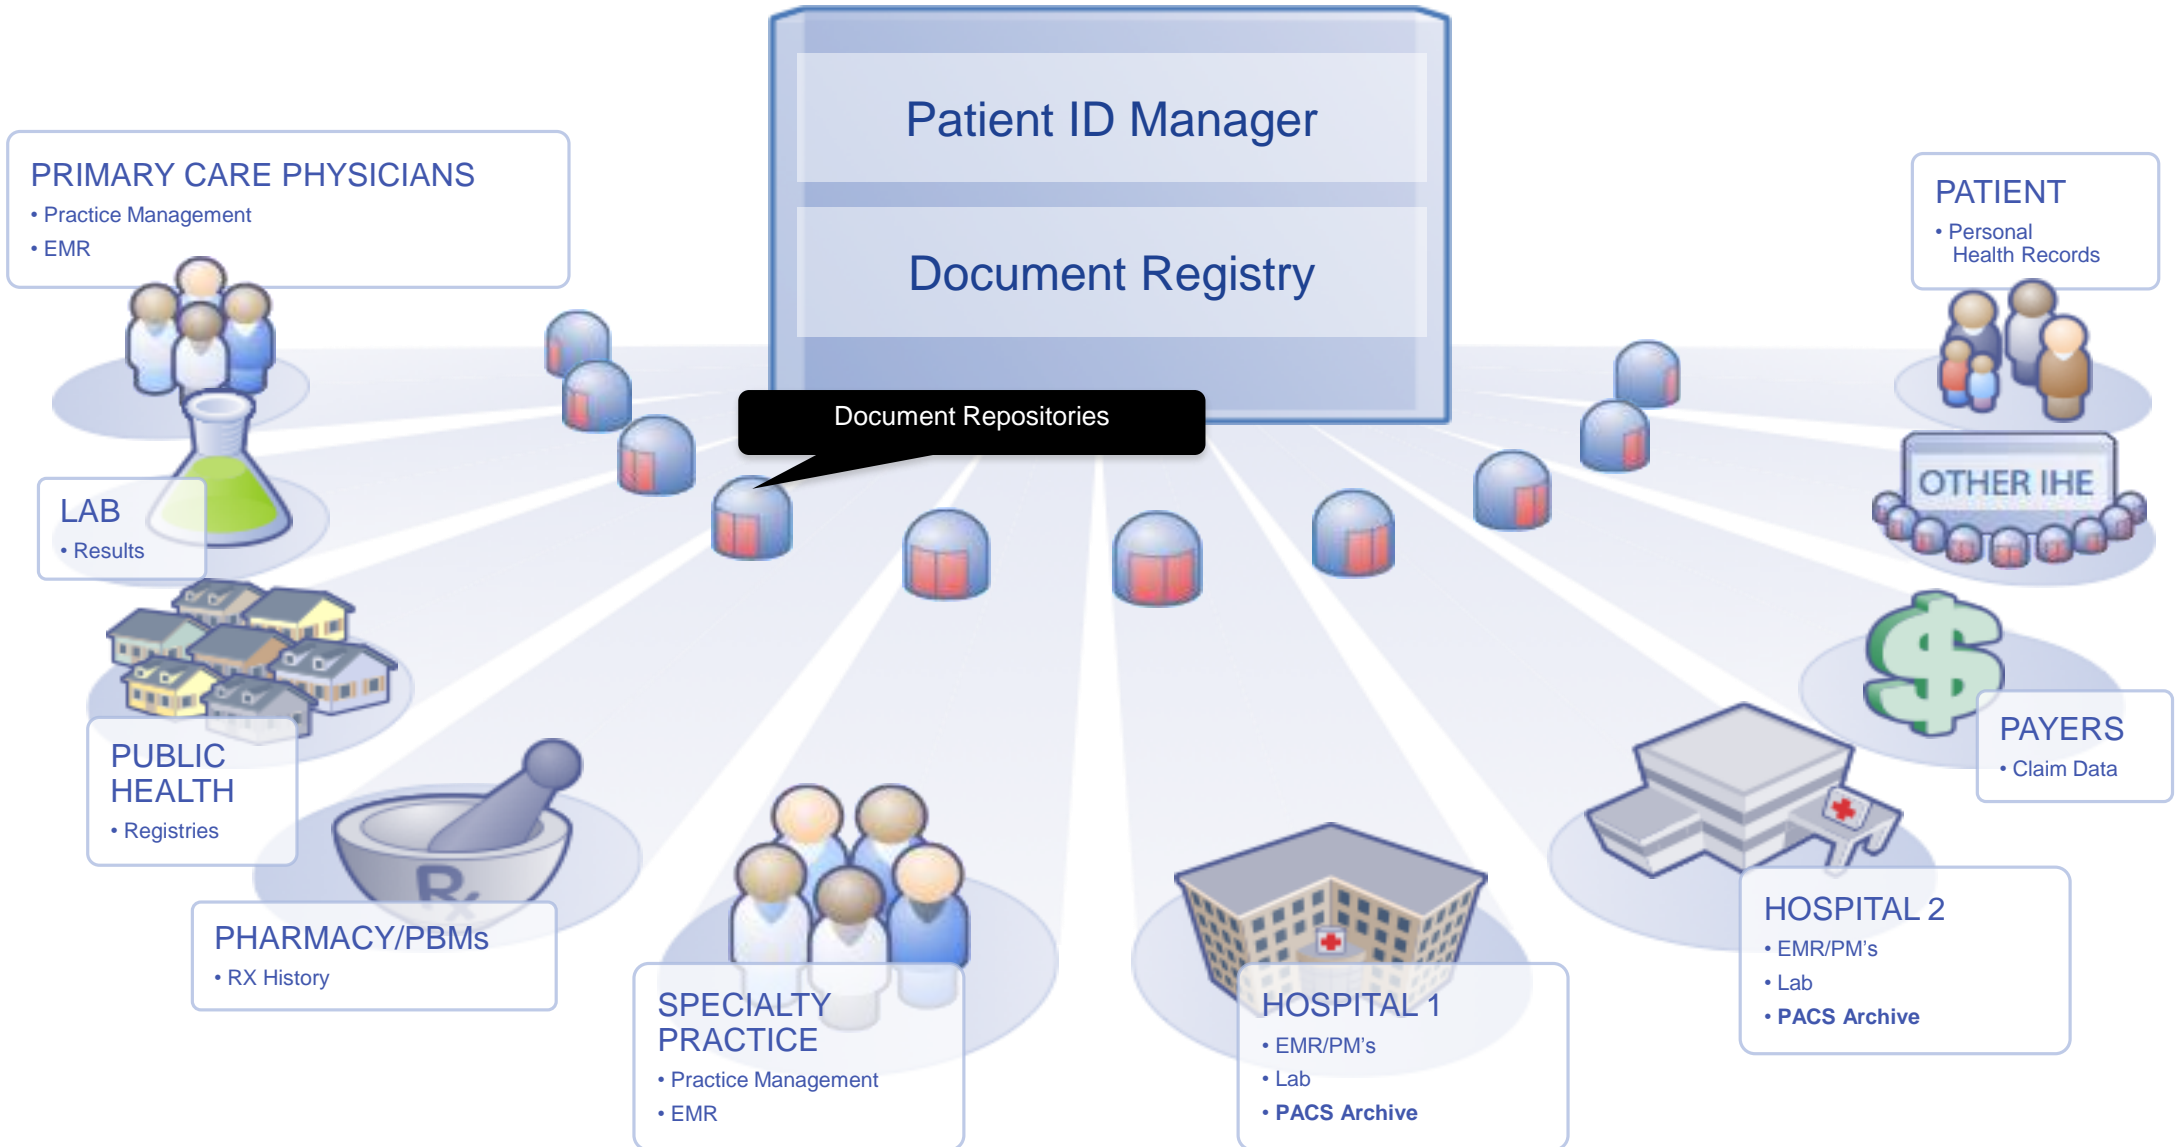 Patient ID Manager
Document Registry
Document Repositories
PRIMARY CARE PHYSICIANS
• Practice Management
• EMR
LAB
• Results
PUBLIC
HEALTH
• Registries
Rx
PHARMACY/PBMs
• RX History
SPECIALTY
PRACTICE
• Practice Management
• EMR
HOSPITAL 1
• EMR/PM’s
• Lab
• PACS Archive
HOSPITAL 2
• EMR/PM’s
• Lab
• PACS Archive
$
PAYERS
• Claim Data
OTHER IHE
PATIENT
• Personal
Health Records